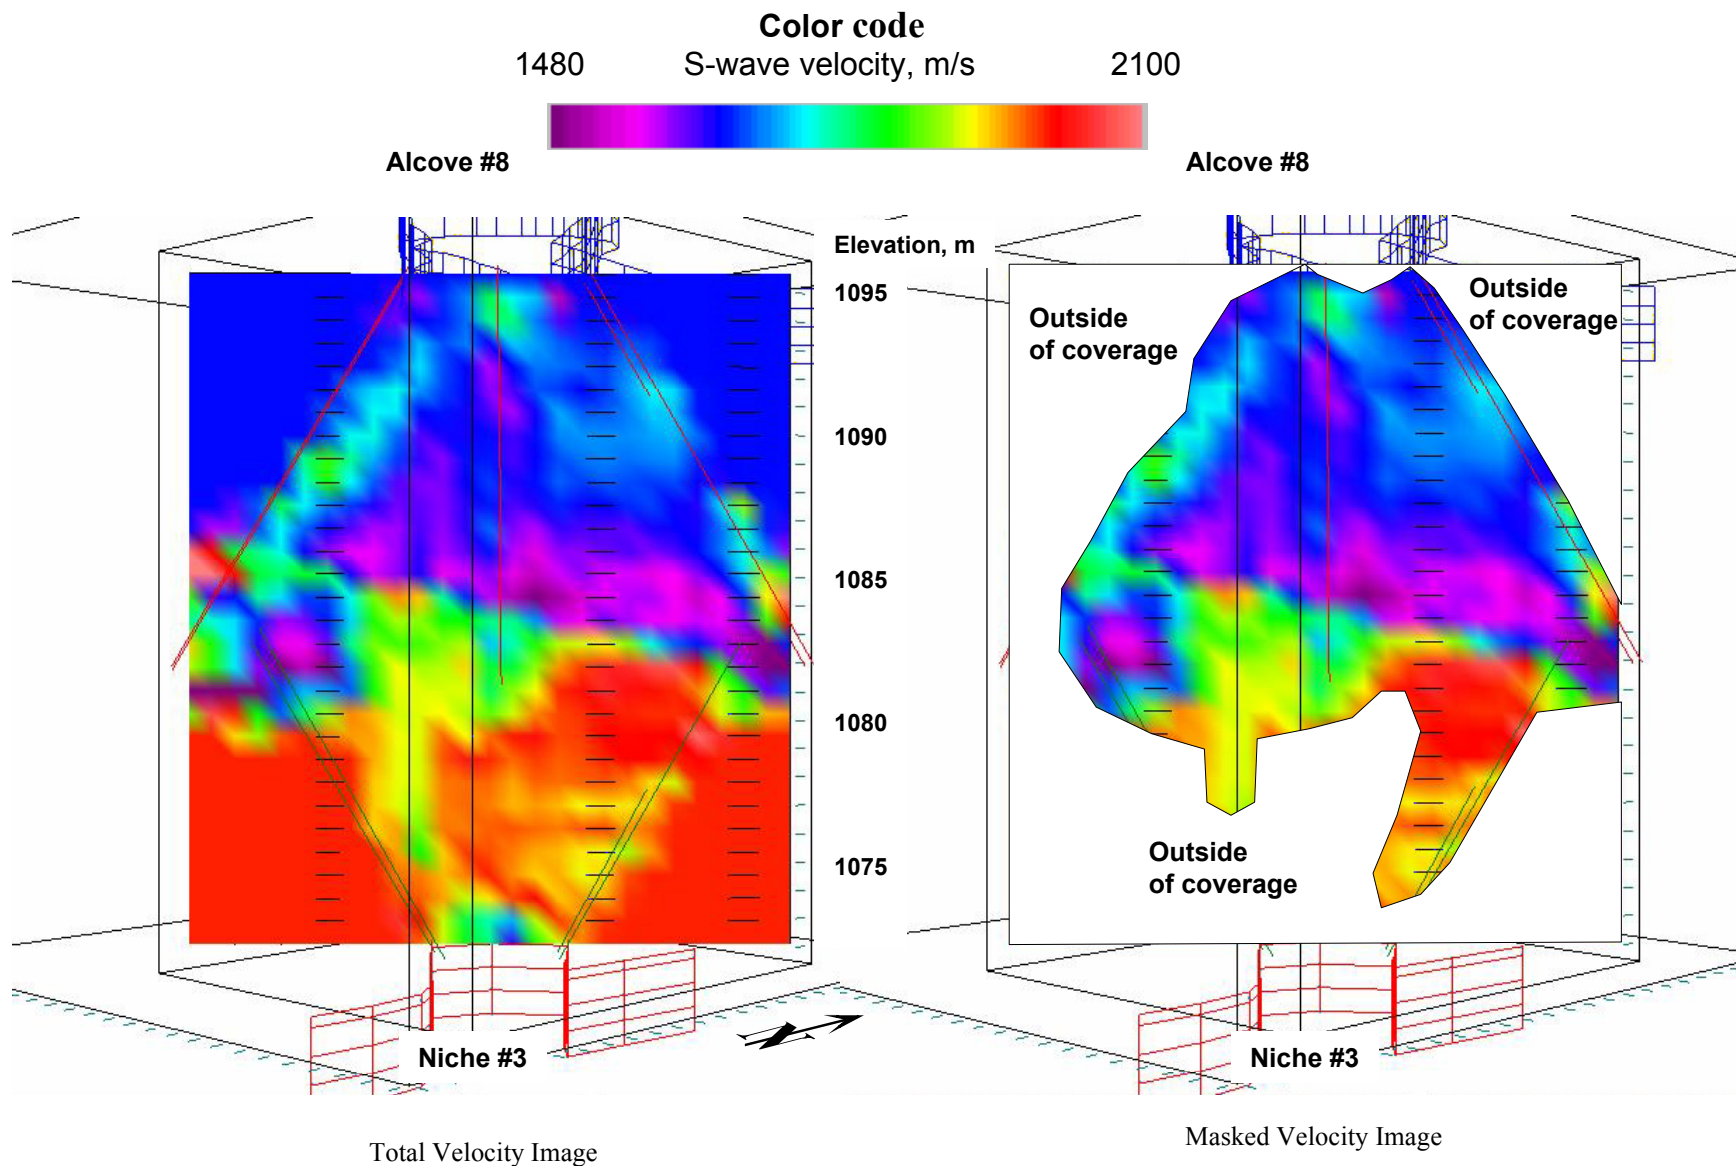 Color code
1480 S-wave velocity, m/s 2100
Alcove #8
Alcove #8
Elevation, m
1095
1090
1085
1080
1075
Outside
of coverage
Outside
of coverage
Outside
of coverage
Niche #3
Niche #3
Total Velocity Image
Masked Velocity Image